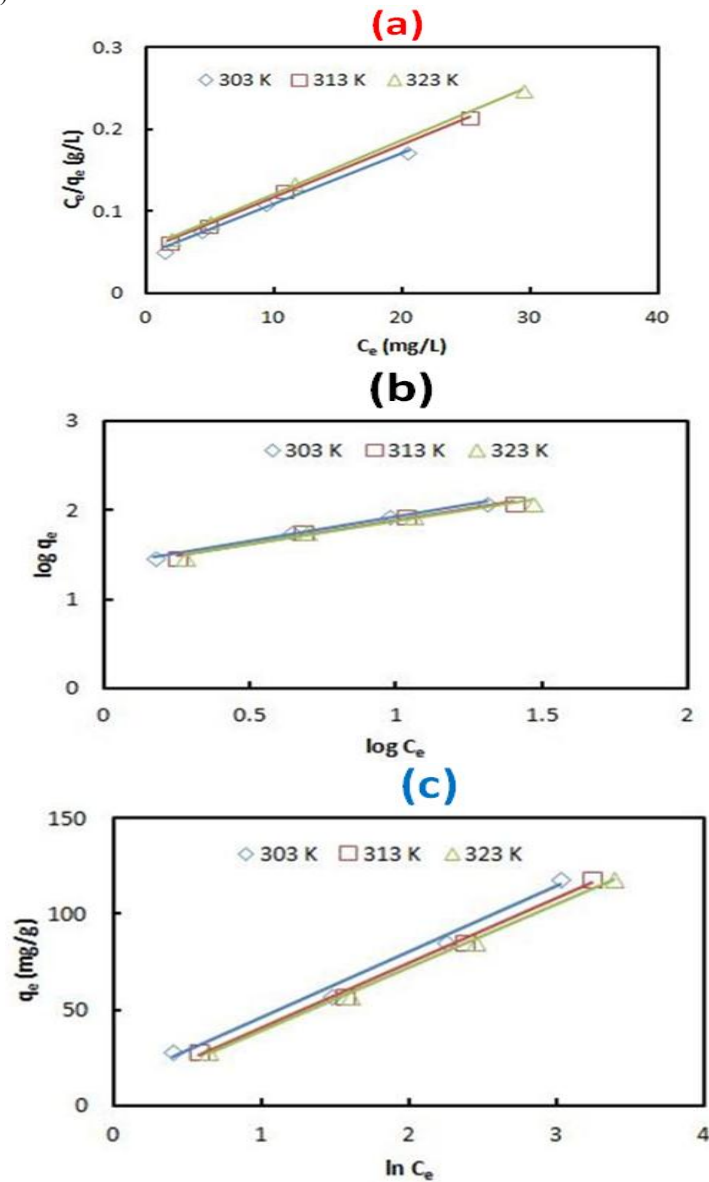 (a)
0.3
303 K 313 K 323 K
0.2
Ce/qe (g/L)
0.1
0
0 10 20 30 40
Ce (mg/L)
(b)
3
303 K 313 K 323 K
2
log qe
1
0
0 0.5 1 1.5 2
log Ce
(c)
150
303 K 313 K 323 K
100
qe (mg/g)
50
0
0 1 2 3 4
ln Ce